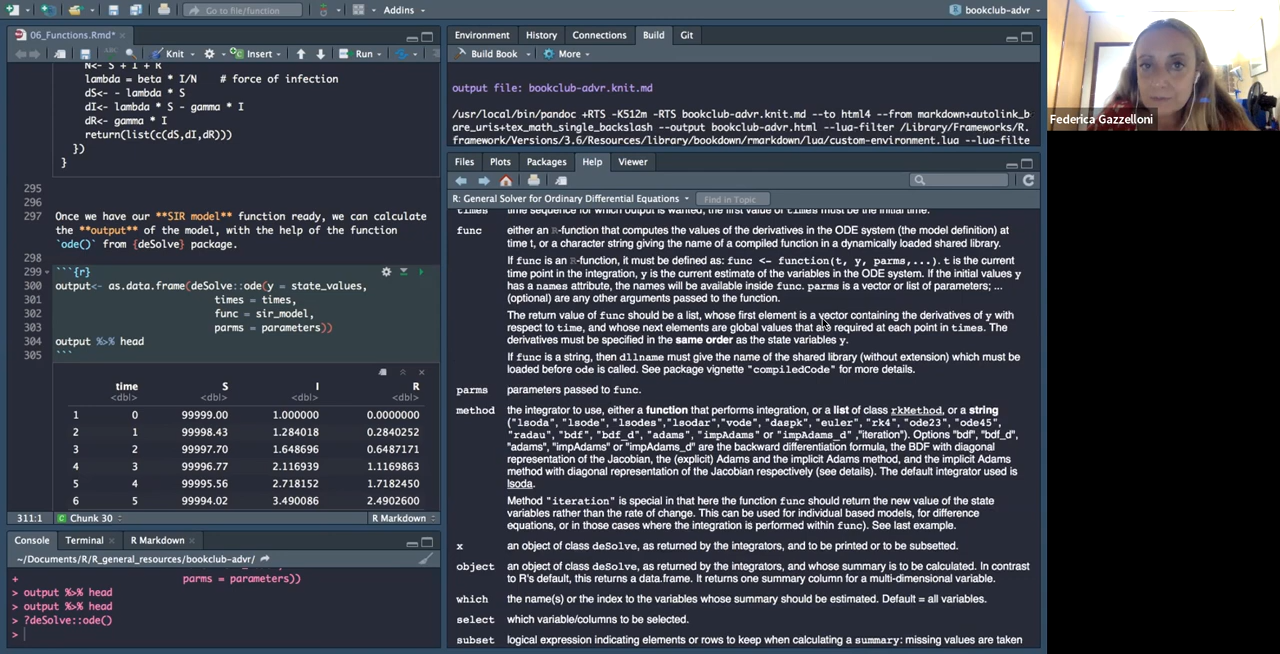 Go to file/function
Addins
bookclub-advr
06_Functions.Rmd*
Knit
Insert
Run
N<- S + I + R
lambda = beta * I/N # force of infection
dS<- - lambda * S
dI<- lambda * S - gamma * I
dR<- gamma * I
return(list(c(dS,dI,dR)))
})
}
295
296
297 Once we have our **SIR model** function ready, we can calculate
the **output** of the model, with the help of the function
`ode()` from {deSolve} package.
298
299 ```{r}
300 output<- as.data.frame(deSolve::ode(y = state_values,
301 times = times,
302 func = sir_model,
303 parms = parameters))
304 output %>% head
305 ```
time S I R
<dbl> <dbl> <dbl> <dbl>
1 0 99999.00 1.000000 0.0000000
2 1 99998.43 1.284018 0.2840252
3 2 99997.70 1.648696 0.6487171
4 3 99996.77 2.116939 1.1169863
5 4 99995.56 2.718152 1.7182450
6 5 99994.02 3.490086 2.4902600
311:1 Chunk 30 R Markdown
Console Terminal R Markdown
~/Documents/R/R_general_resources/bookclub-advr/
+ parms = parameters))
> output %>% head
> output %>% head
> ?deSolve::ode()
>
Environment History Connections Build Git
Build Book More
output file: bookclub-advr.knit.md
/usr/local/bin/pandoc +RTS -K512m -RTS bookclub-advr.knit.md --to html4 --from markdown+autolink_b
are_uris+tex_math_single_backslash --output bookclub-advr.html --lua-filter /Library/Frameworks/R.
framework/Versions/3.6/Resources/library/bookdown/rmarkdown/lua/custom-environment.lua --lua-filte
Files Plots Packages Help Viewer
R: General Solver for Ordinary Differential Equations Find in Topic
times time sequence for which output is wanted; the first value of times must be the initial time.
func either an R-function that computes the values of the derivatives in the ODE system (the model definition) at
time t, or a character string giving the name of a compiled function in a dynamically loaded shared library.
If func is an R-function, it must be defined as: func <- function(t, y, parms,...). t is the current
time point in the integration, y is the current estimate of the variables in the ODE system. If the initial values y
has a names attribute, the names will be available inside func. parms is a vector or list of parameters; ...
(optional) are any other arguments passed to the function.
The return value of func should be a list, whose first element is a vector containing the derivatives of y with
respect to time, and whose next elements are global values that are required at each point in times. The
derivatives must be specified in the same order as the state variables y.
If func is a string, then dllname must give the name of the shared library (without extension) which must be
loaded before ode is called. See package vignette "compiledCode" for more details.
parms parameters passed to func.
method the integrator to use, either a function that performs integration, or a list of class rkMethod, or a string
("lsoda", "lsode", "lsodes","lsodar","vode", "daspk", "euler", "rk4", "ode23", "ode45",
"radau", "bdf", "bdf_d", "adams", "impAdams" or "impAdams_d" ,"iteration"). Options "bdf", "bdf_d",
"adams", "impAdams" or "impAdams_d" are the backward differentiation formula, the BDF with diagonal
representation of the Jacobian, the (explicit) Adams and the implicit Adams method, and the implicit Adams
method with diagonal representation of the Jacobian respectively (see details). The default integrator used is
lsoda.
Method "iteration" is special in that here the function func should return the new value of the state
variables rather than the rate of change. This can be used for individual based models, for difference
equations, or in those cases where the integration is performed within func). See last example.
x an object of class deSolve, as returned by the integrators, and to be printed or to be subsetted.
object an object of class deSolve, as returned by the integrators, and whose summary is to be calculated. In contrast
to R's default, this returns a data.frame. It returns one summary column for a multi-dimensional variable.
which the name(s) or the index to the variables whose summary should be estimated. Default = all variables.
select which variable/columns to be selected.
subset logical expression indicating elements or rows to keep when calculating a summary: missing values are taken
Federica Gazzelloni